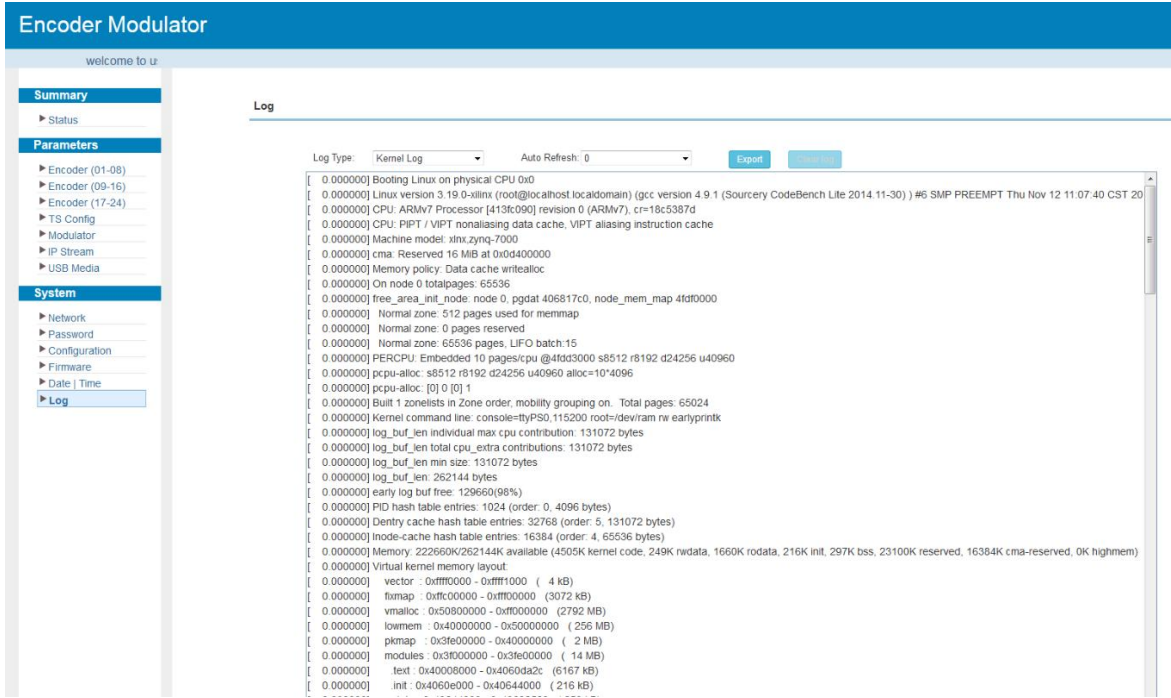 Encoder Modulator
welcome to u
Summary
Status
Parameters
Encoder (01-08)
Encoder (09-16)
Encoder (17-24)
TS Config
Modulator
IP Stream
USB Media
System
Network
Password
Configuration
Firmware
Date | Time
Log
Log
Log Type: Kernel Log Auto Refresh: 0 Export Clear log
[ 0.000000] Booting Linux on physical CPU 0x0
[ 0.000000] Linux version 3.19.0-xilinx (root@localhost.localdomain) (gcc version 4.9.1 (Sourcery CodeBench Lite 2014.11-30) ) #6 SMP PREEMPT Thu Nov 12 11:07:40 CST 20
[ 0.000000] CPU: ARMv7 Processor [413fc090] revision 0 (ARMv7), cr=18c5387d
[ 0.000000] CPU: PIPT / VIPT nonaliasing data cache, VIPT aliasing instruction cache
[ 0.000000] Machine model: xlnx,zynq-7000
[ 0.000000] cma: Reserved 16 MiB at 0x0d400000
[ 0.000000] Memory policy: Data cache writealloc
[ 0.000000] On node 0 totalpages: 65536
[ 0.000000] free_area_init_node: node 0, pgdat 406817c0, node_mem_map 4fdf0000
[ 0.000000] Normal zone: 512 pages used for memmap
[ 0.000000] Normal zone: 0 pages reserved
[ 0.000000] Normal zone: 65536 pages, LIFO batch:15
[ 0.000000] PERCPU: Embedded 10 pages/cpu @4fdd3000 s8512 r8192 d24256 u40960
[ 0.000000] pcpu-alloc: s8512 r8192 d24256 u40960 alloc=10*4096
[ 0.000000] pcpu-alloc: [0] 0 [0] 1
[ 0.000000] Built 1 zonelists in Zone order, mobility grouping on. Total pages: 65024
[ 0.000000] Kernel command line: console=ttyPS0,115200 root=/dev/ram rw earlyprintk
[ 0.000000] log_buf_len individual max cpu contribution: 131072 bytes
[ 0.000000] log_buf_len total cpu_extra contributions: 131072 bytes
[ 0.000000] log_buf_len min size: 131072 bytes
[ 0.000000] log_buf_len: 262144 bytes
[ 0.000000] early log buf free: 129660(98%)
[ 0.000000] PID hash table entries: 1024 (order: 0, 4096 bytes)
[ 0.000000] Dentry cache hash table entries: 32768 (order: 5, 131072 bytes)
[ 0.000000] Inode-cache hash table entries: 16384 (order: 4, 65536 bytes)
[ 0.000000] Memory: 222660K/262144K available (4505K kernel code, 249K rwdata, 1660K rodata, 216K init, 297K bss, 23100K reserved, 16384K cma-reserved, 0K highmem)
[ 0.000000] Virtual kernel memory layout:
[ 0.000000] vector : 0xffff0000 - 0xffff1000 ( 4 kB)
[ 0.000000] fixmap : 0xffc00000 - 0xfff00000 (3072 kB)
[ 0.000000] vmalloc : 0x50800000 - 0xff000000 (2792 MB)
[ 0.000000] lowmem : 0x40000000 - 0x50000000 ( 256 MB)
[ 0.000000] pkmap : 0x3fe00000 - 0x40000000 ( 2 MB)
[ 0.000000] modules : 0x3f000000 - 0x3fe00000 ( 14 MB)
[ 0.000000] .text : 0x40008000 - 0x4060da2c (6167 kB)
[ 0.000000] .init : 0x4060e000 - 0x40644000 ( 216 kB)